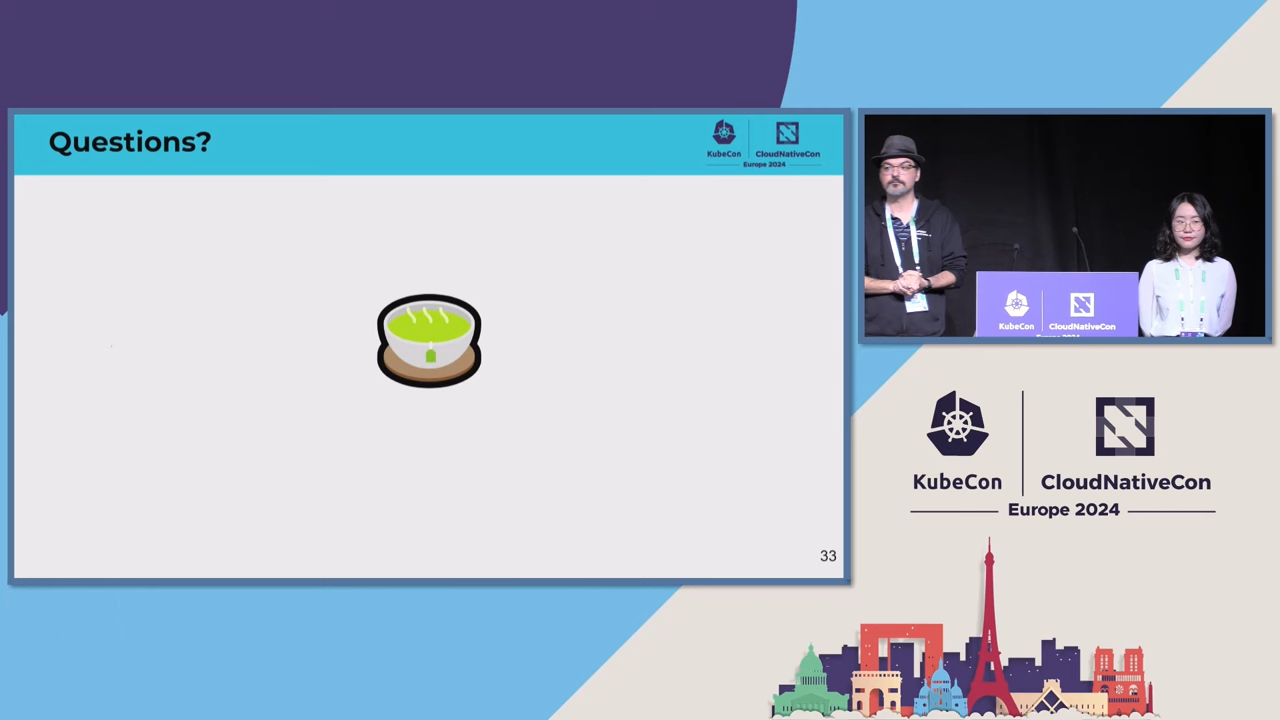 Questions?
KubeCon
CloudNativeCon
Europe 2024
33
KubeCon
CloudNativeCon
KubeCon
CloudNativeCon
Europe 2024